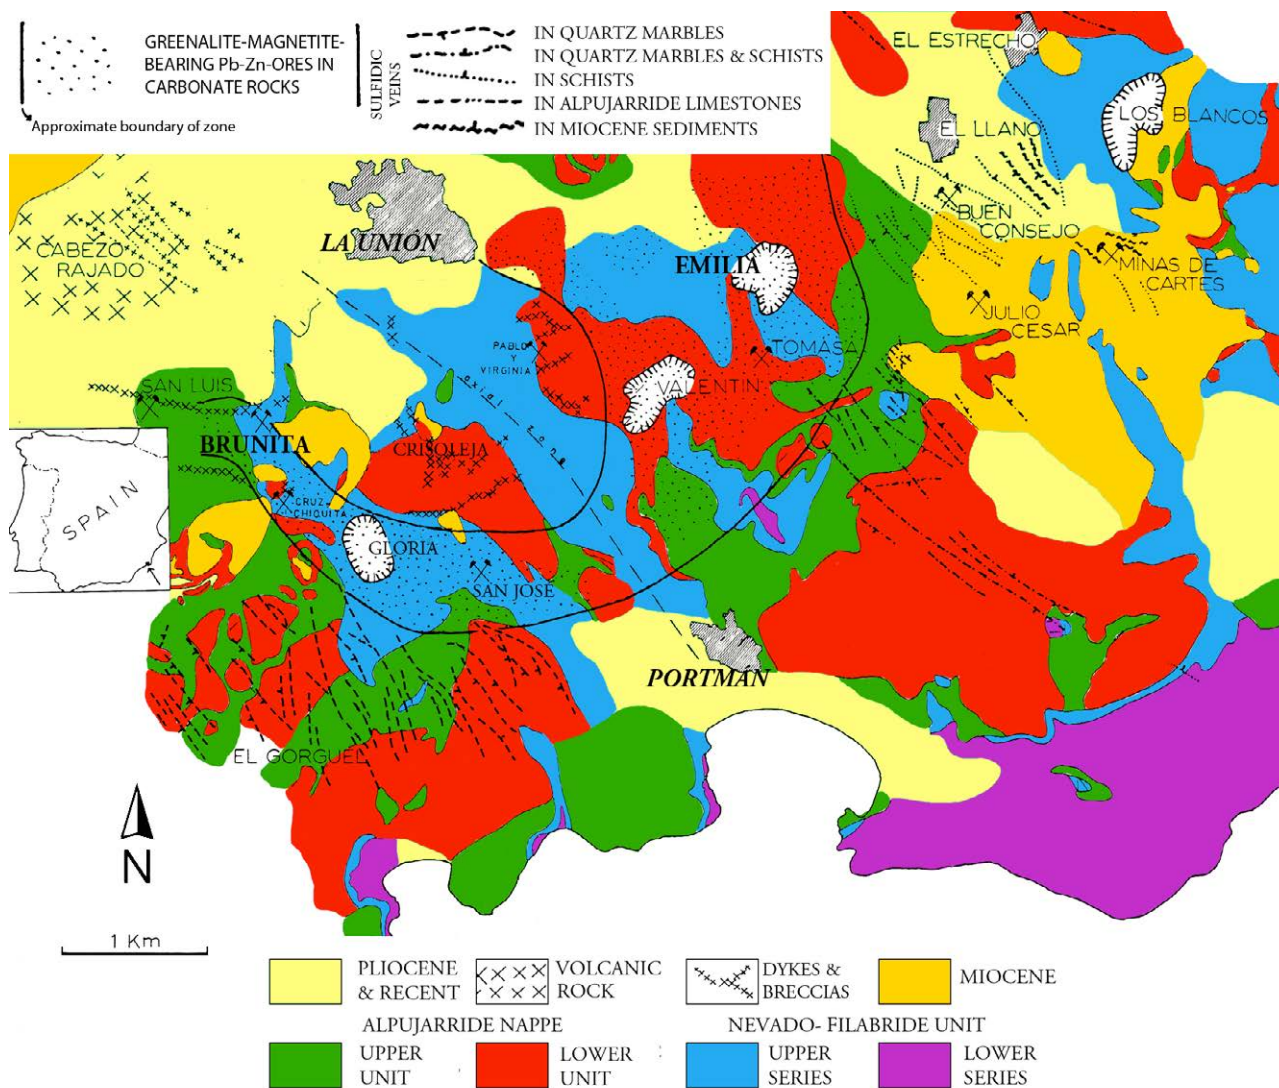 GREENALITE-MAGNETITE-
BEARING Pb-Zn-ORES IN
CARBONATE ROCKS
Approximate boundary of zone
SULFIDIC
VEINS
IN QUARTZ MARBLES
IN QUARTZ MARBLES & SCHISTS
IN SCHISTS
IN ALPUJARRIDE LIMESTONES
IN MIOCENE SEDIMENTS
EL ESTRECHO
LOS BLANCOS
EL LLANO
BUEN
CONSEJO
LA UNIÓN
CABEZO
RAJADO
EMILIA
MINAS DE
CARTES
JULIO
CESAR
PABLO
Y
VIRGINIA
TOMASA
SAN LUIS
VALENTIN
axial zone
BRUNITA
CRISOLEJA
SPAIN
CRUZ
CHIQUITA
GLORIA
SAN JOSE
PORTMÁN
EL GORGUEL
N
1 Km
PLIOCENE
& RECENT
VOLCANIC
ROCK
DYKES &
BRECCIAS
MIOCENE
ALPUJARRIDE NAPPE
NEVADO- FILABRIDE UNIT
UPPER
UNIT
LOWER
UNIT
UPPER
SERIES
LOWER
SERIES